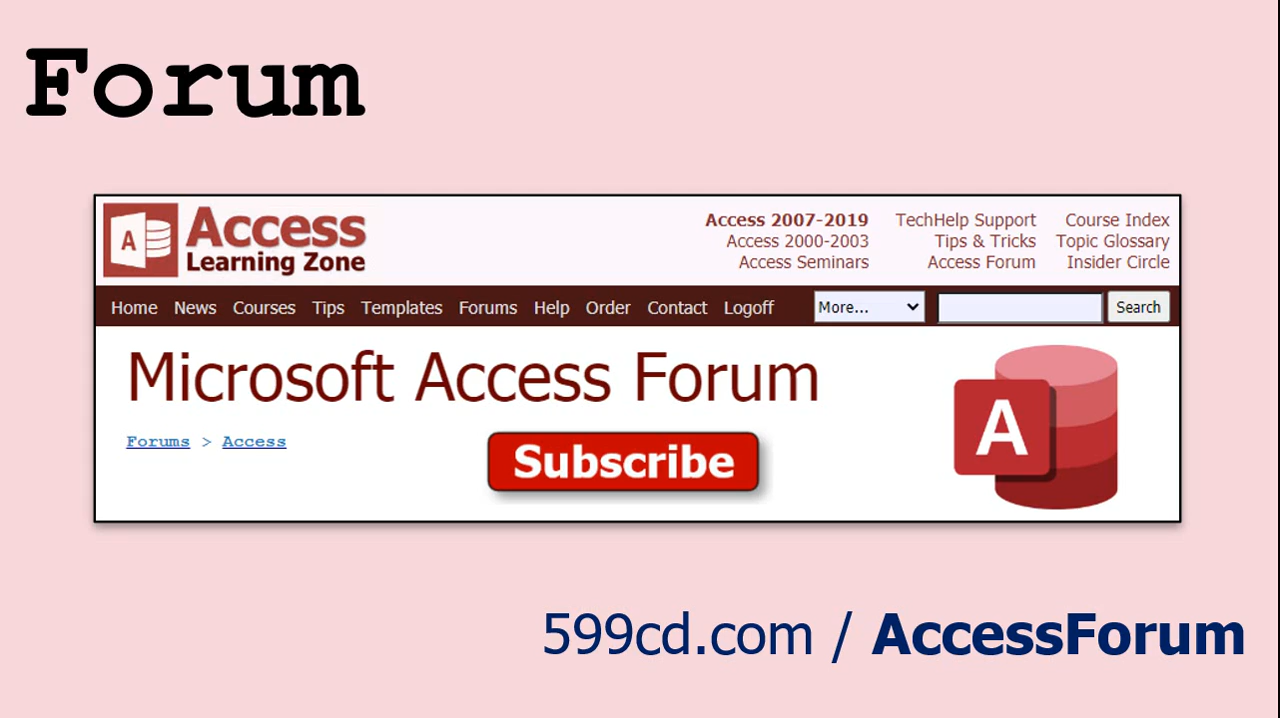 Forum
A
Access
Learning Zone
Access 2007-2019 TechHelp Support Course Index
Access 2000-2003 Tips & Tricks Topic Glossary
Access Seminars Access Forum Insider Circle
Home News Courses Tips Templates Forums Help Order Contact Logoff More... Search
Microsoft Access Forum
Forums > Access
Subscribe
A
599cd.com / AccessForum